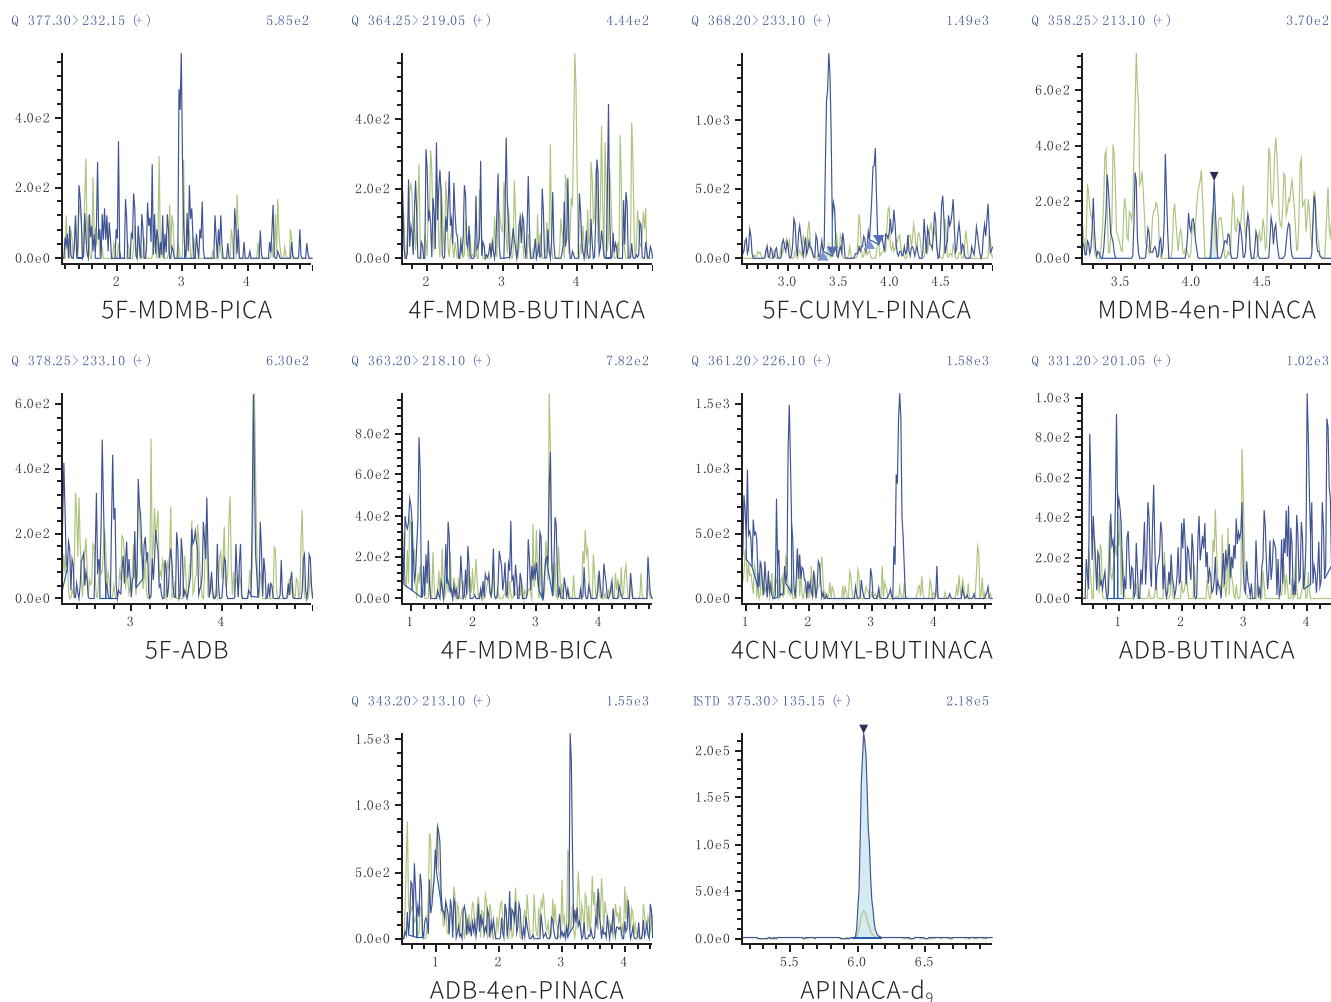 Q 377.30>232.15 (+) 5.85e2
4.0e2
2.0e2
0.0e0
2 3 4
5F-MDMB-PICA
Q 364.25>219.05 (+) 4.44e2
4.0e2
2.0e2
0.0e0
2 3 4
4F-MDMB-BUTINACA
Q 368.20>233.10 (+) 1.49e3
1.0e3
5.0e2
0.0e0
3.0 3.5 4.0 4.5
5F-CUMYL-PINACA
Q 358.25>213.10 (+) 3.70e2
6.0e2
4.0e2
2.0e2
0.0e0
3.5 4.0 4.5
MDMB-4en-PINACA
Q 378.25>233.10 (+) 6.30e2
6.0e2
4.0e2
2.0e2
0.0e0
3 4
5F-ADB
Q 363.20>218.10 (+) 7.82e2
8.0e2
6.0e2
4.0e2
2.0e2
0.0e0
1 2 3 4
4F-MDMB-BICA
Q 361.20>226.10 (+) 1.58e3
1.5e3
1.0e3
5.0e2
0.0e0
1 2 3 4
4CN-CUMYL-BUTINACA
Q 331.20>201.05 (+) 1.02e3
1.0e3
8.0e2
6.0e2
4.0e2
2.0e2
0.0e0
1 2 3 4
ADB-BUTINACA
Q 343.20>213.10 (+) 1.55e3
1.5e3
1.0e3
5.0e2
0.0e0
1 2 3 4
ADB-4en-PINACA
ISTD 375.30>135.15 (+) 2.18e5
2.0e5
1.5e5
1.0e5
5.0e4
0.0e0
5.5 6.0 6.5
APINACA-d₉